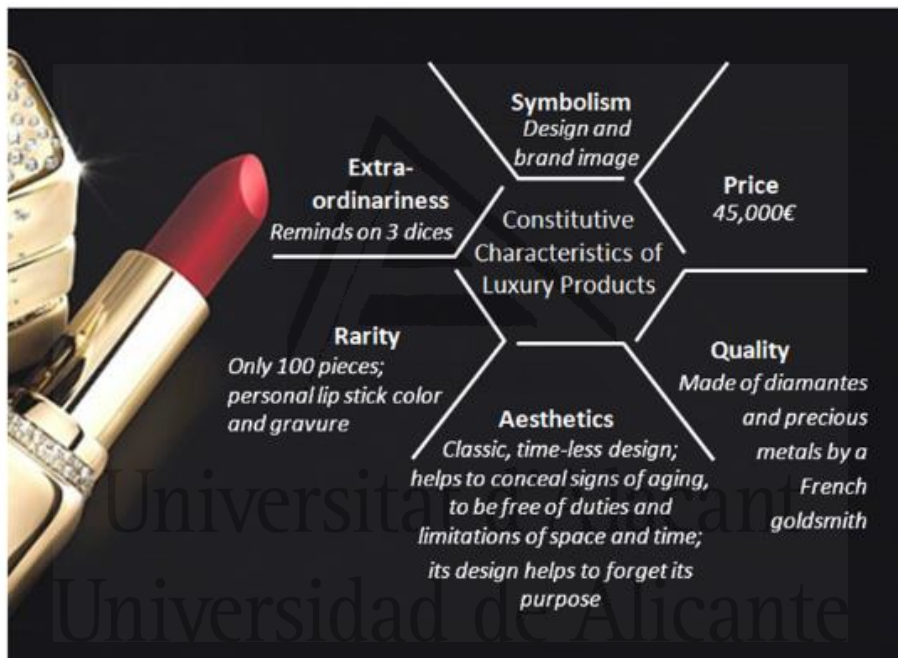 Symbolism
Design and
brand image
Extra-
ordinariness
Reminds on 3 dices
Price
45,000€
Constitutive
Characteristics of
Luxury Products
Rarity
Only 100 pieces;
personal lip stick color
and gravure
Quality
Made of diamantes
and precious
metals by a
French
goldsmith
Aesthetics
Classic, time-less design;
helps to conceal signs of aging,
to be free of duties and
limitations of space and time;
its design helps to forget its
purpose
Universitat d'Alacant
Universidad de Alicante